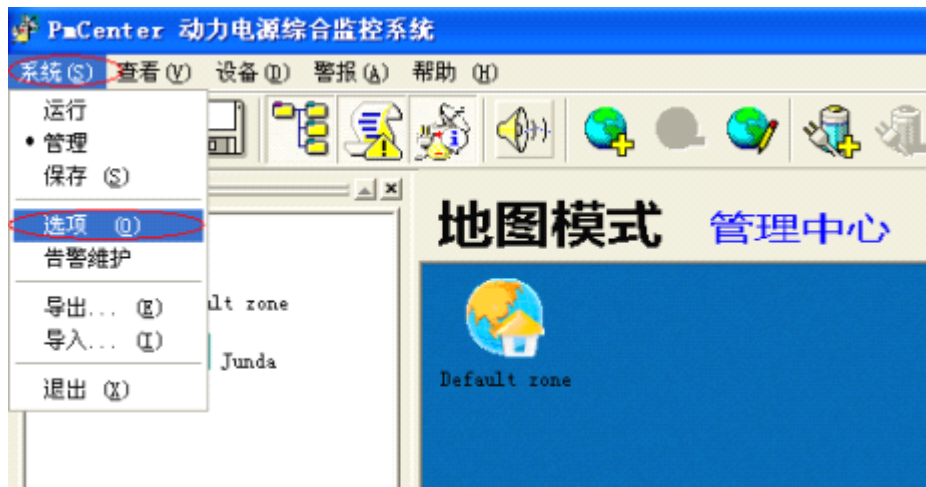 PmCenter 动力电源综合监控系统
系统(S) 查看(V) 设备(D) 警报(A) 帮助 (H)
运行
• 管理
保存 (S)
选项 (O)
告警维护
导出... (E)
导入... (I)
退出 (X)
ult zone
Junda
地图模式 管理中心
Default zone